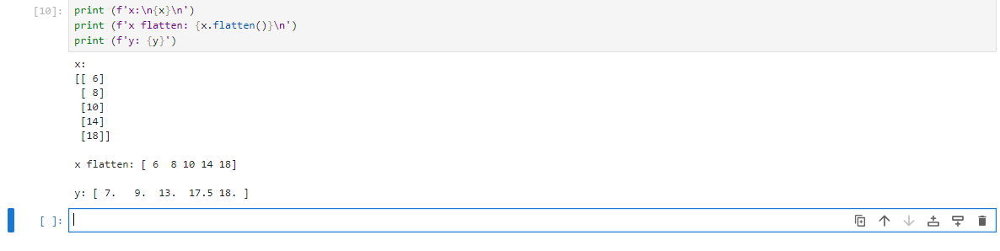 [10]: print (f'x:\n{x}\n')
print (f'x flatten: {x.flatten()}\n')
print (f'y: {y}')
x:
[[ 6]
 [ 8]
 [10]
 [14]
 [18]]
x flatten: [ 6  8 10 14 18]
y: [ 7.   9.  13.  17.5 18. ]
[ ]: